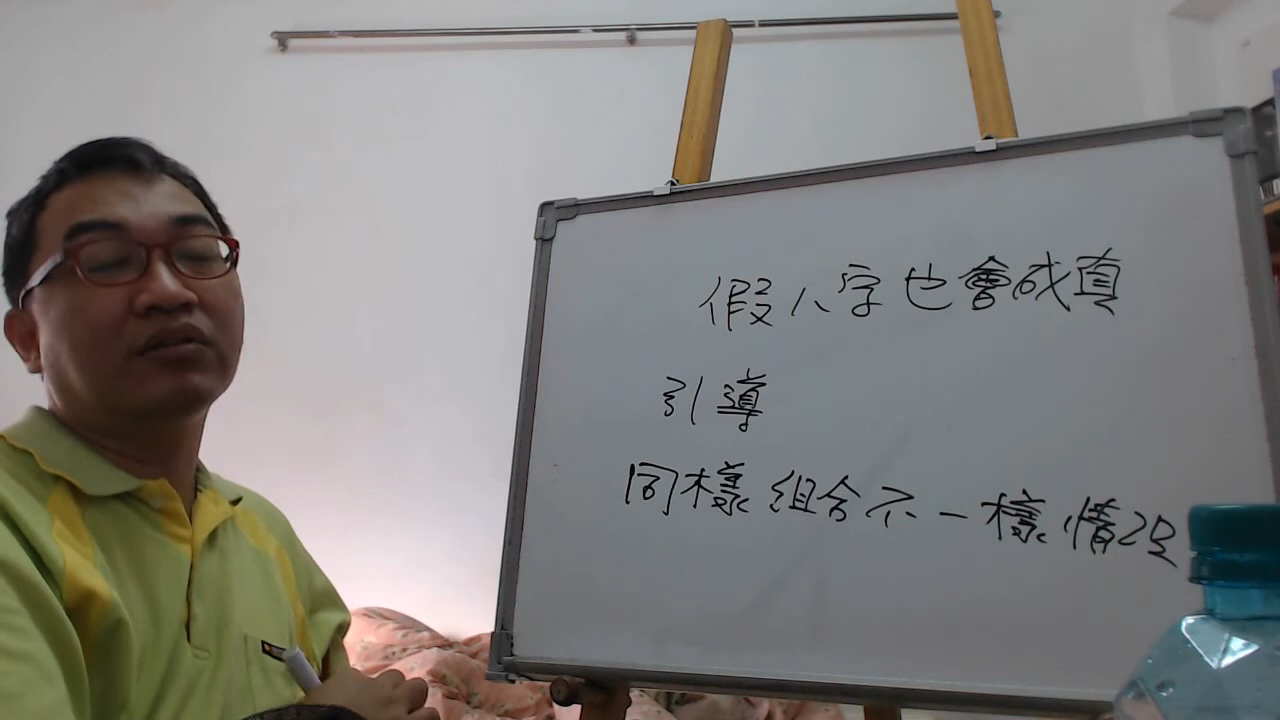 假八字也會成真
引導
同樣組合不一樣情況